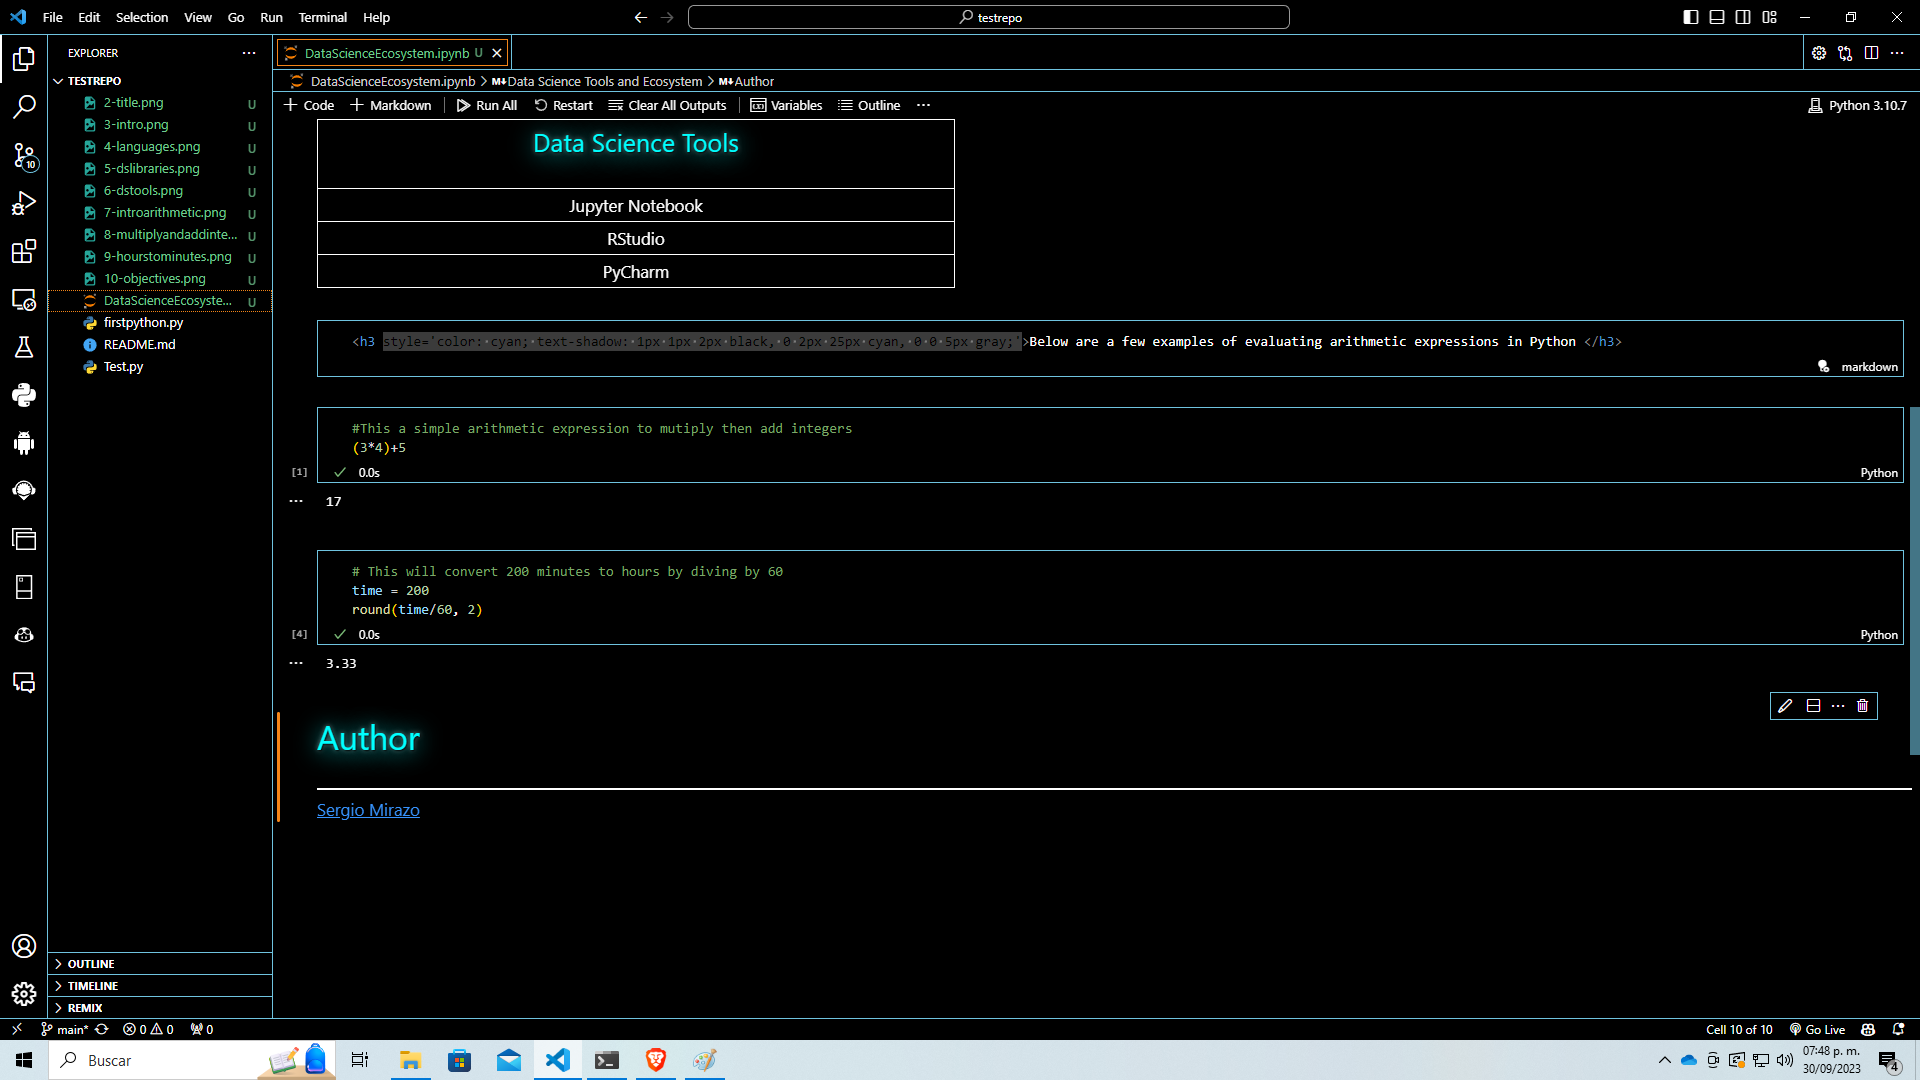 File Edit Selection View Go Run Terminal Help
testrepo
EXPLORER
TESTREPO
2-title.png U
3-intro.png U
4-languages.png U
5-dslibraries.png U
6-dstools.png U
7-introarithmetic.png U
8-multiplyandaddinte... U
9-hourstominutes.png U
10-objectives.png U
DataScienceEcosyste... U
firstpython.py
README.md
Test.py
OUTLINE
TIMELINE
REMIX
10
DataScienceEcosystem.ipynb U
DataScienceEcosystem.ipynb > M Data Science Tools and Ecosystem > M Author
Code Markdown Run All Restart Clear All Outputs Variables Outline ...
Python 3.10.7
Data Science Tools
Jupyter Notebook
RStudio
PyCharm
<h3 style='color: cyan; text-shadow: 1px 1px 2px black, 0 2px 25px cyan, 0 0 5px gray;'>Below are a few examples of evaluating arithmetic expressions in Python </h3>
markdown
#This a simple arithmetic expression to mutiply then add integers
(3*4)+5
[1] 0.0s Python
17
# This will convert 200 minutes to hours by diving by 60
time = 200
round(time/60, 2)
[4] 0.0s Python
3.33
Author
Sergio Mirazo
main* 0 0 0
Cell 10 of 10 Go Live
Buscar
07:48 p. m.
30/09/2023
4